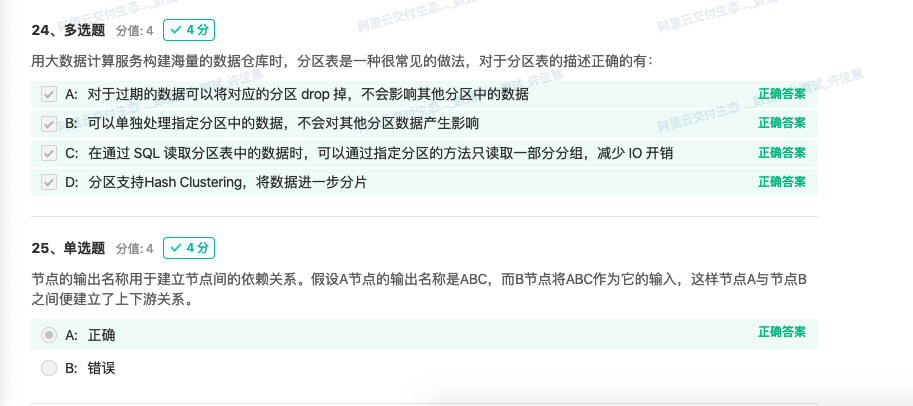 24、多选题 分值: 4 4 分
用大数据计算服务构建海量的数据仓库时，分区表是一种很常见的做法，对于分区表的描述正确的有：
A: 对于过期的数据可以将对应的分区 drop 掉，不会影响其他分区中的数据 正确答案
B: 可以单独处理指定分区中的数据，不会对其他分区数据产生影响 正确答案
C: 在通过 SQL 读取分区表中的数据时，可以通过指定分区的方法只读取一部分分组，减少 IO 开销 正确答案
D: 分区支持Hash Clustering，将数据进一步分片 正确答案
25、单选题 分值: 4 4 分
节点的输出名称用于建立节点间的依赖关系。假设A节点的输出名称是ABC，而B节点将ABC作为它的输入，这样节点A与节点B
之间便建立了上下游关系。
A: 正确 正确答案
B: 错误